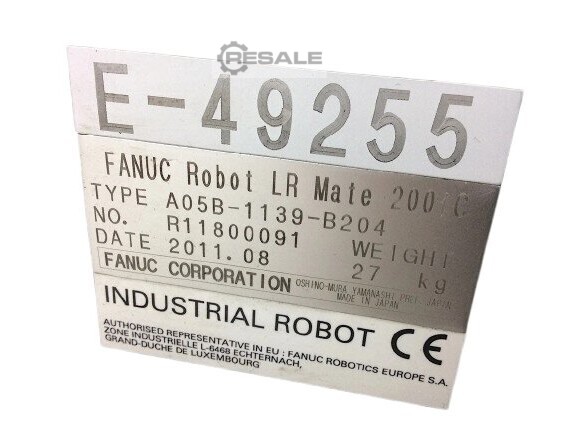 RESALE
E-49255
FANUC Robot LR Mate 200iC
TYPE A05B-1139-B204
NO. R11800091 WEIGHT
DATE 2011.08 27 kg
FANUC CORPORATION OSHINO-MURA, YAMANASHI PREF. JAPAN
MADE IN JAPAN
INDUSTRIAL ROBOT CE
AUTHORISED REPRESENTATIVE IN EU : FANUC ROBOTICS EUROPE S.A.
ZONE INDUSTRIELLE L-6468 ECHTERNACH,
GRAND-DUCHE DE LUXEMBOURG